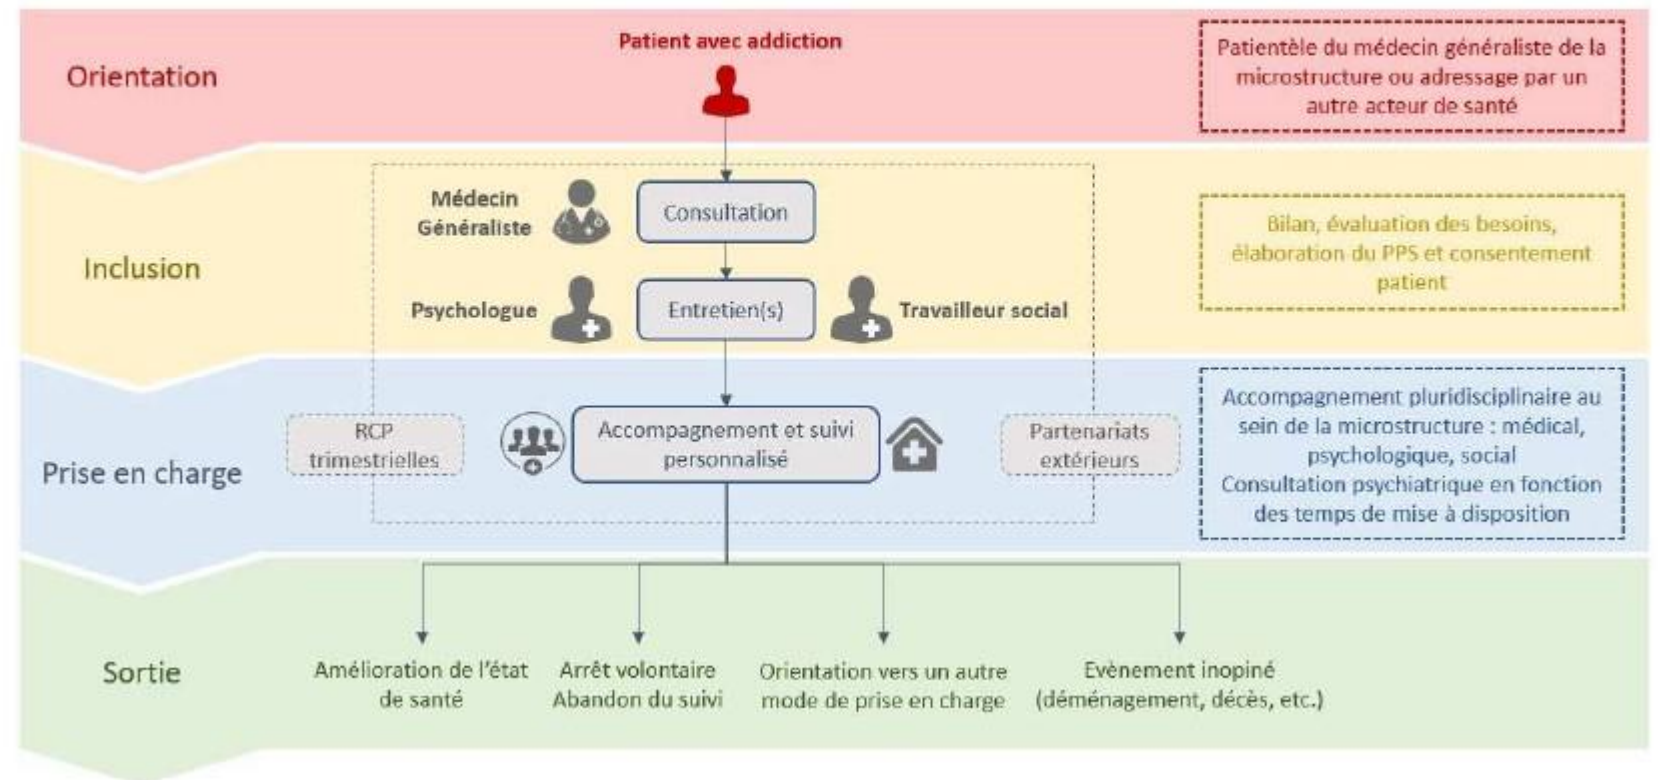 Orientation
Patient avec addiction
Patientèle du médecin généraliste de la
microstructure ou adressage par un
autre acteur de santé
Inclusion
Médecin
Généraliste
Consultation
Psychologue
Entretien(s)
Travailleur social
Bilan, évaluation des besoins,
élaboration du PPS et consentement
patient
Prise en charge
RCP
trimestrielles
Accompagnement et suivi
personnalisé
Partenariats
extérieurs
Accompagnement pluridisciplinaire au
sein de la microstructure : médical,
psychologique, social
Consultation psychiatrique en fonction
des temps de mise à disposition
Sortie
Amélioration de l'état
de santé
Arrêt volontaire
Abandon du suivi
Orientation vers un autre
mode de prise en charge
Evènement inopiné
(déménagement, décès, etc.)